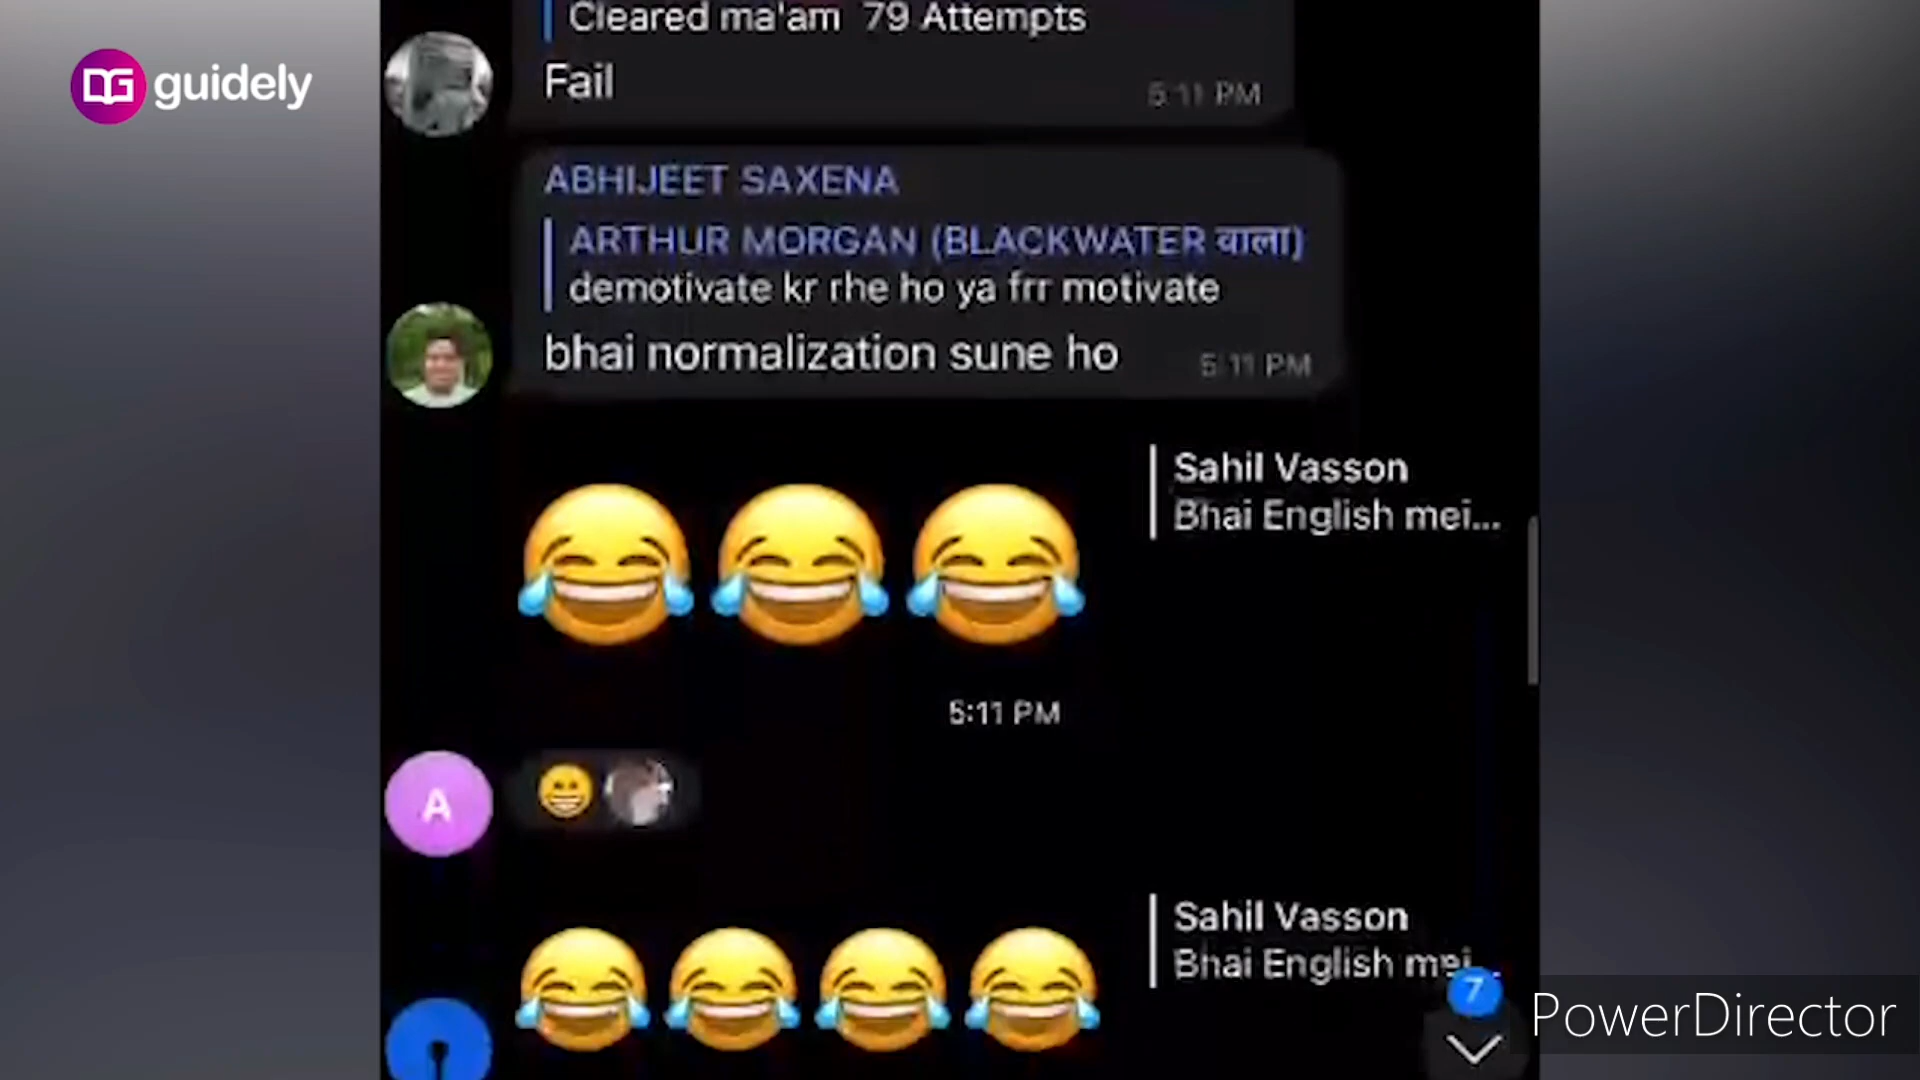 guidely
Cleared ma'am 79 Attempts
Fail
5:11 PM
ABHIJEET SAXENA
ARTHUR MORGAN (BLACKWATER वाला)
demotivate kr rhe ho ya frr motivate
bhai normalization sune ho
5:11 PM
Sahil Vasson
Bhai English mei...
5:11 PM
A
Sahil Vasson
Bhai English mei...
7
PowerDirector